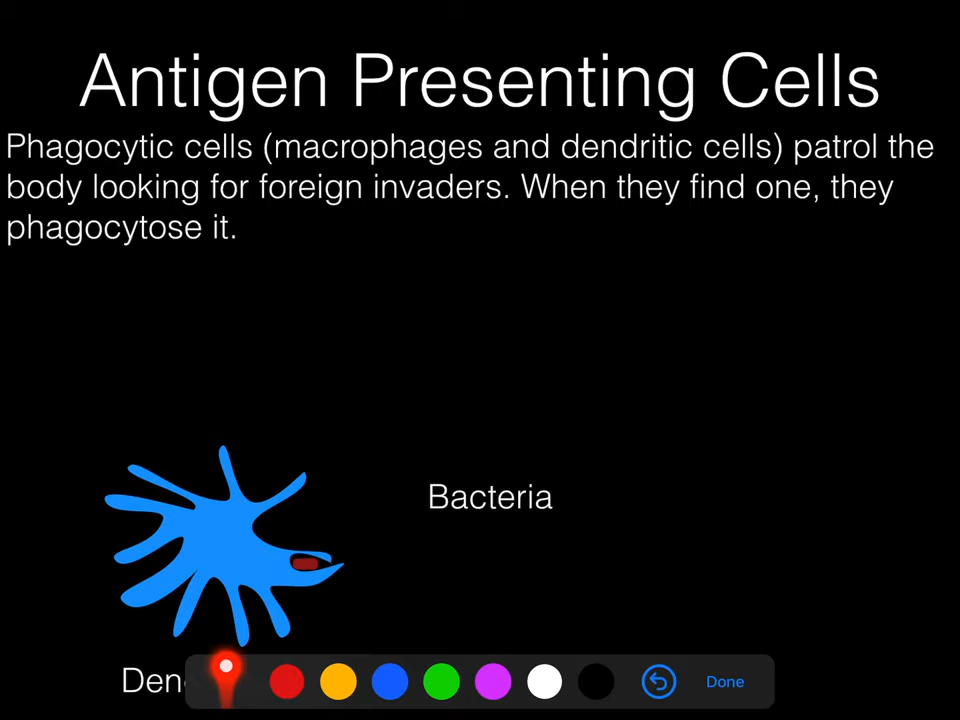 Antigen Presenting Cells
Phagocytic cells (macrophages and dendritic cells) patrol the
body looking for foreign invaders. When they find one, they
phagocytose it.
Bacteria
Done